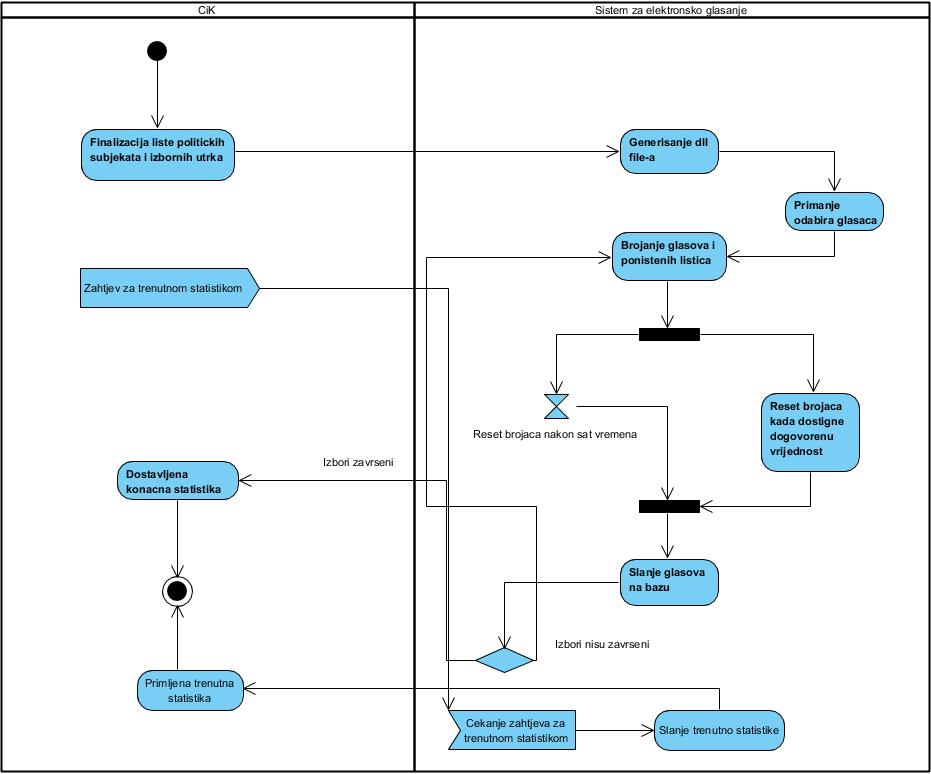 CiK
Sistem za elektronsko glasanje
Finalizacija liste politickih
subjekata i izbornih utrka
Generisanje dll
file-a
Primanje
odabira glasaca
Brojanje glasova i
ponistenih listica
Zahtjev za trenutnom statistikom
Reset brojaca nakon sat vremena
Reset brojaca
kada dostigne
dogovorenu
vrijednost
Izbori zavrseni
Dostavljena
konacna statistika
Slanje glasova
na bazu
Izbori nisu zavrseni
Primljena trenutna
statistika
Cekanje zahtjeva za
trenutnom statistikom
Slanje trenutno statistike